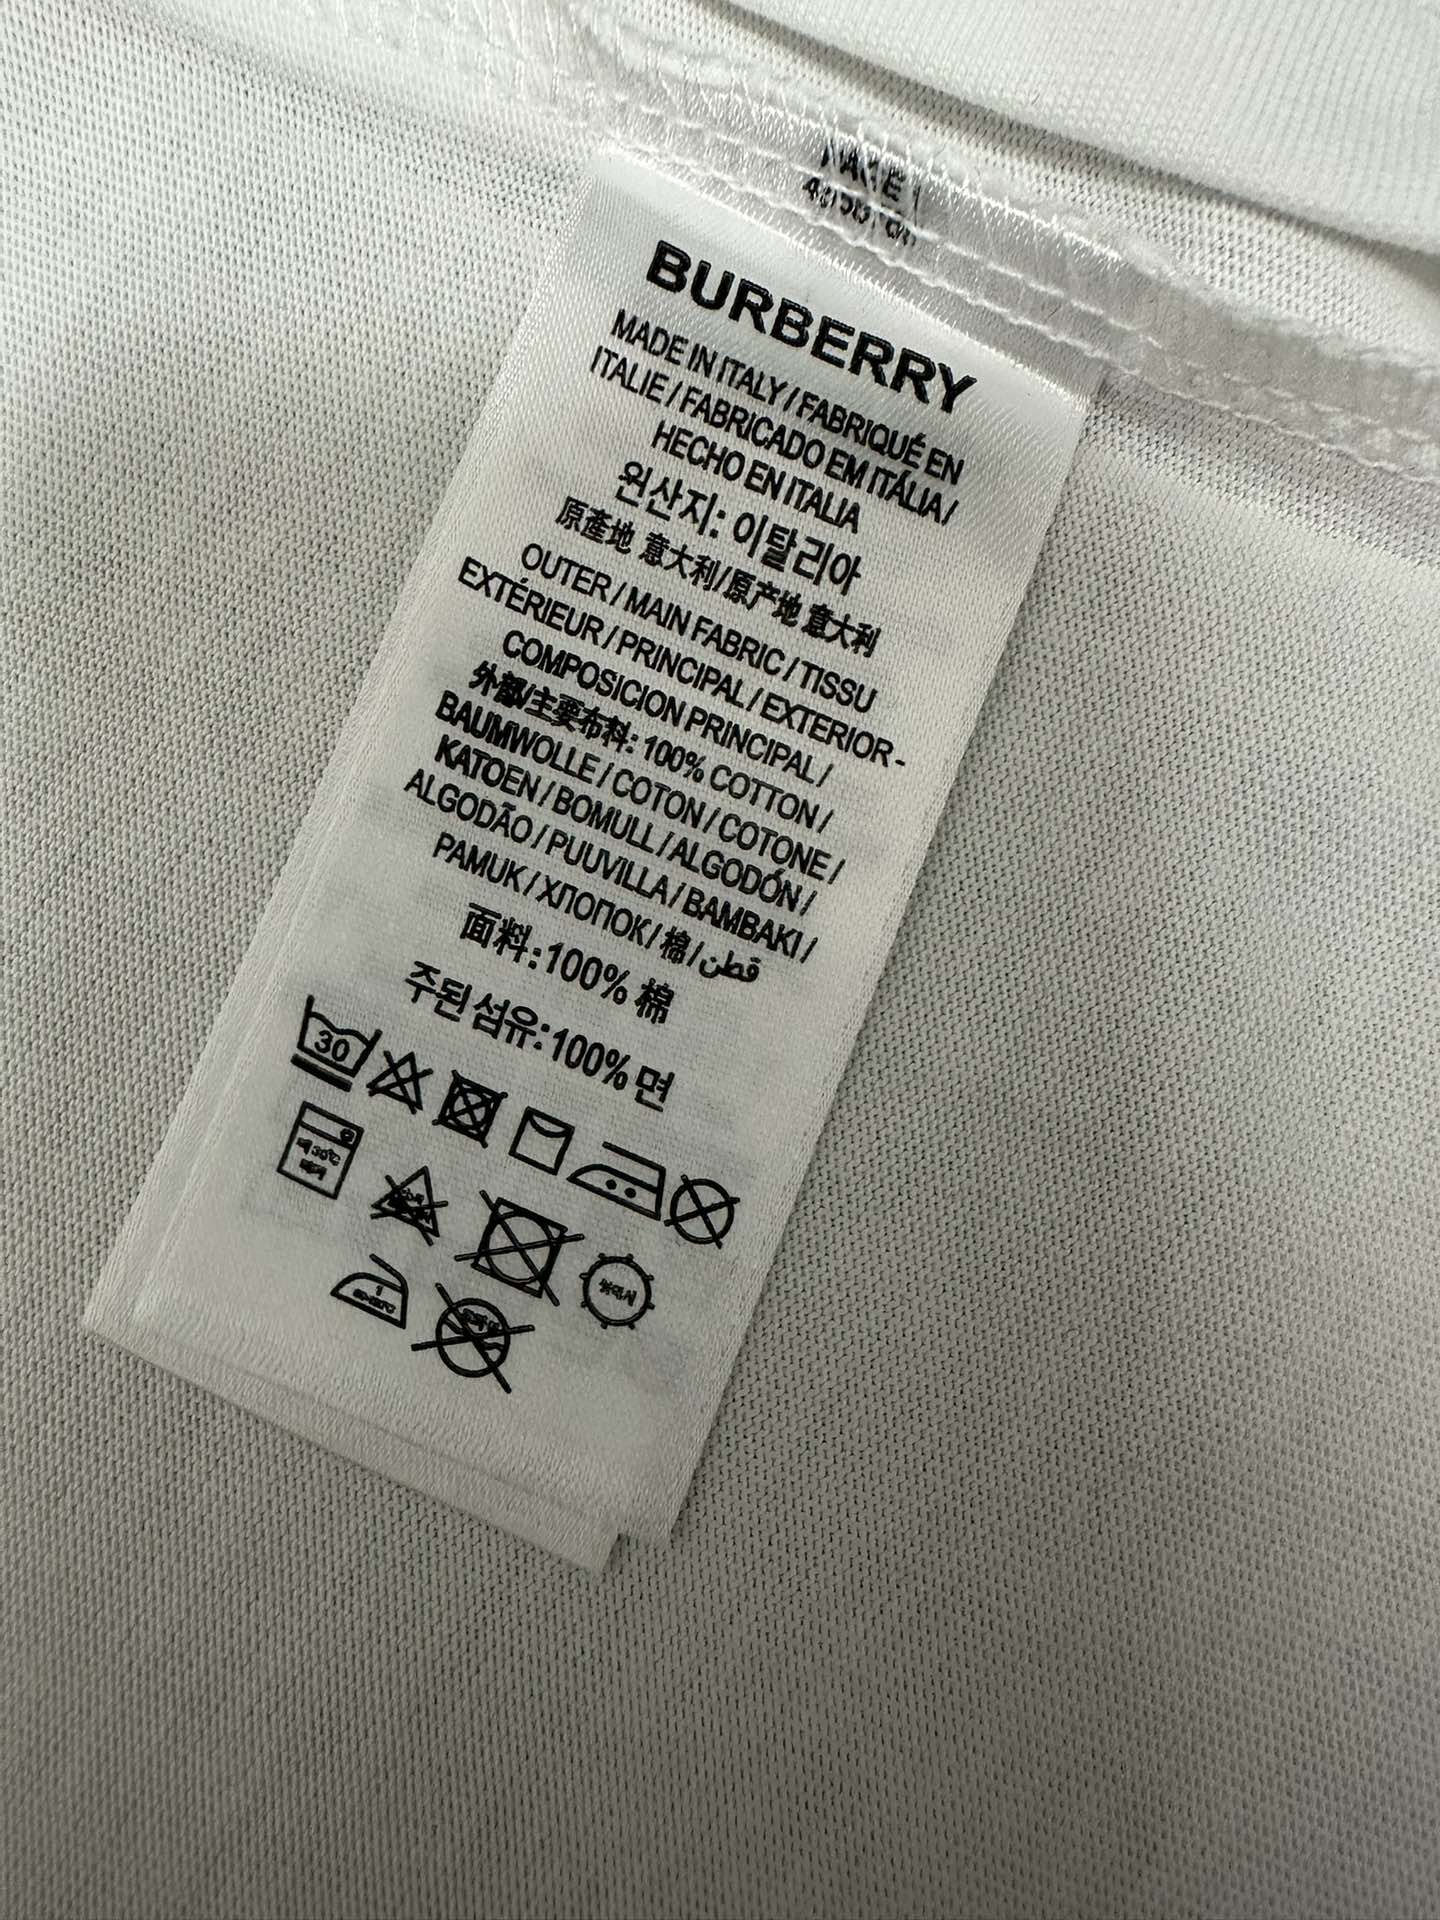 BURBERRY
MADE IN ITALY / FABRIQUÉ EN
ITALIE / FABRICADO EM ITÁLIA /
HECHO EN ITALIA
원산지: 이탈리아
原產地 意大利/原产地 意大利
OUTER / MAIN FABRIC / TISSU
EXTÉRIEUR / PRINCIPAL / EXTERIOR -
COMPOSICION PRINCIPAL /
外部/主要布料: 100% COTTON /
BAUMWOLLE / COTON / COTONE /
KATOEN / BOMULL / ALGODÓN /
ALGODÃO / PUUVILLA / BAMBAKI /
PAMUK / ХЛОПОК / 棉 / قطن
面料:100% 棉
주된 섬유:100% 면
30